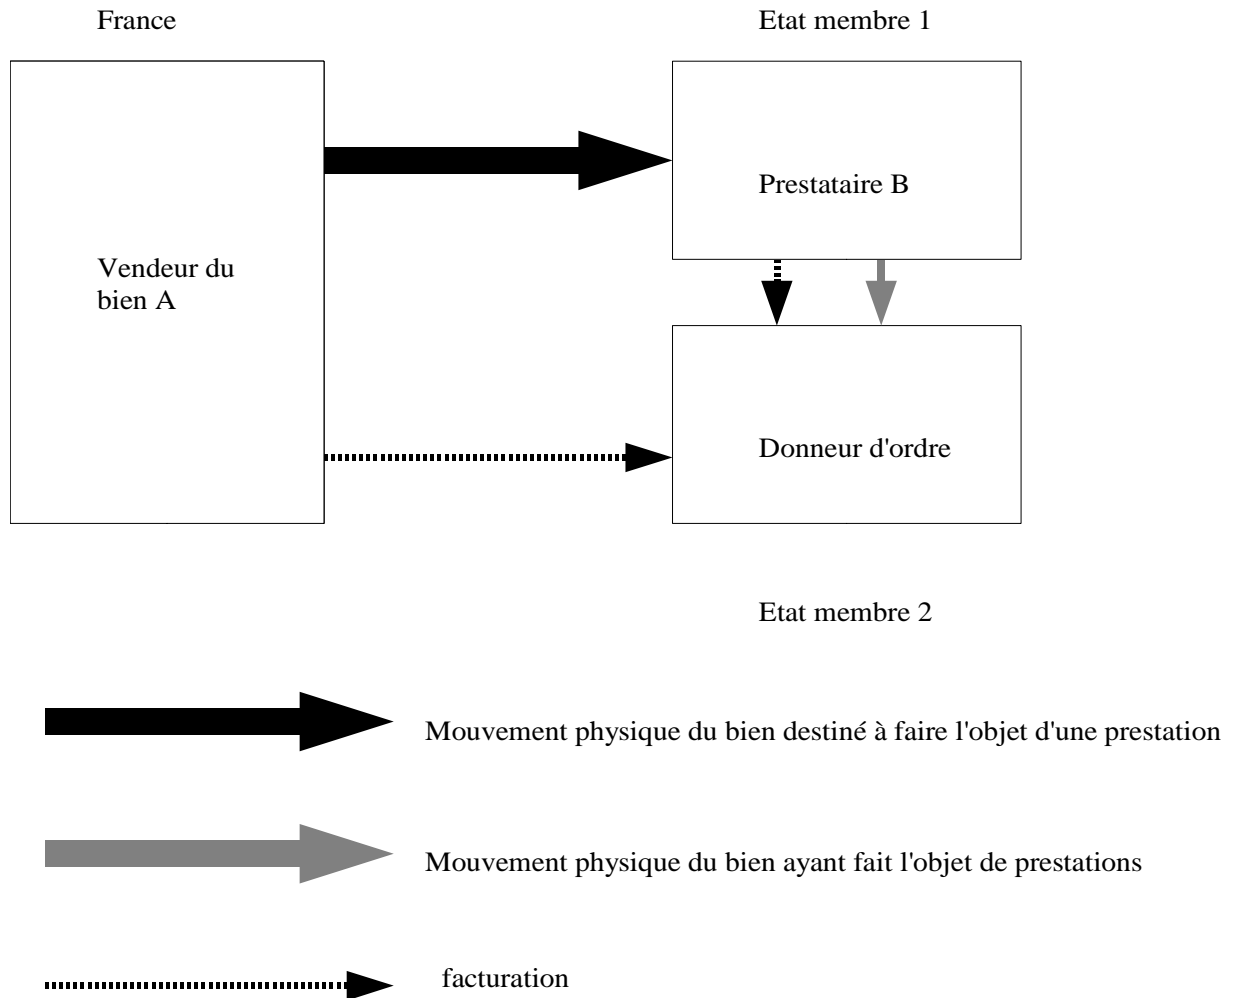 France
Etat membre 1
Prestataire B
Vendeur du
bien A
Donneur d'ordre
Etat membre 2
Mouvement physique du bien destiné à faire l'objet d'une prestation
Mouvement physique du bien ayant fait l'objet de prestations
facturation